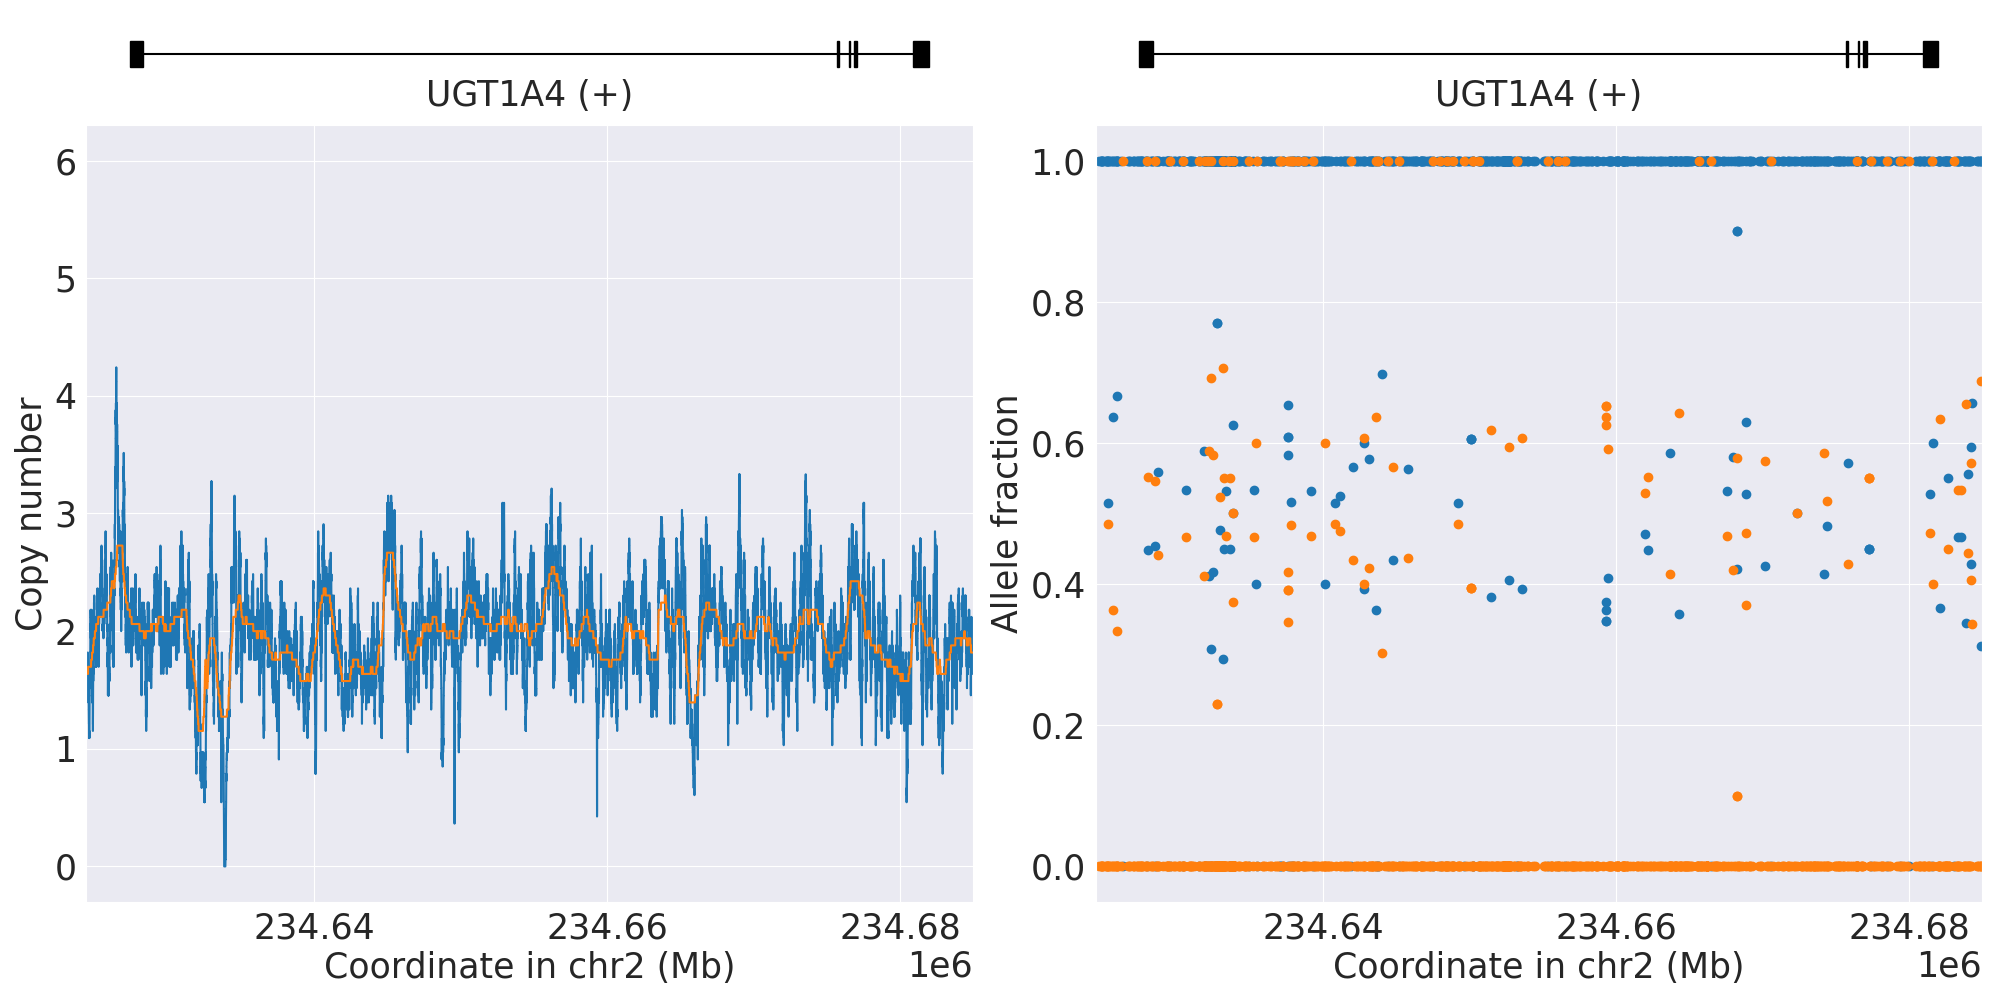 UGT1A4 (+)
6
5
4
3
2
1
0
Copy number
234.64 234.66 234.68
Coordinate in chr2 (Mb) 1e6
UGT1A4 (+)
1.0
0.8
0.6
0.4
0.2
0.0
Allele fraction
234.64 234.66 234.68
Coordinate in chr2 (Mb) 1e6